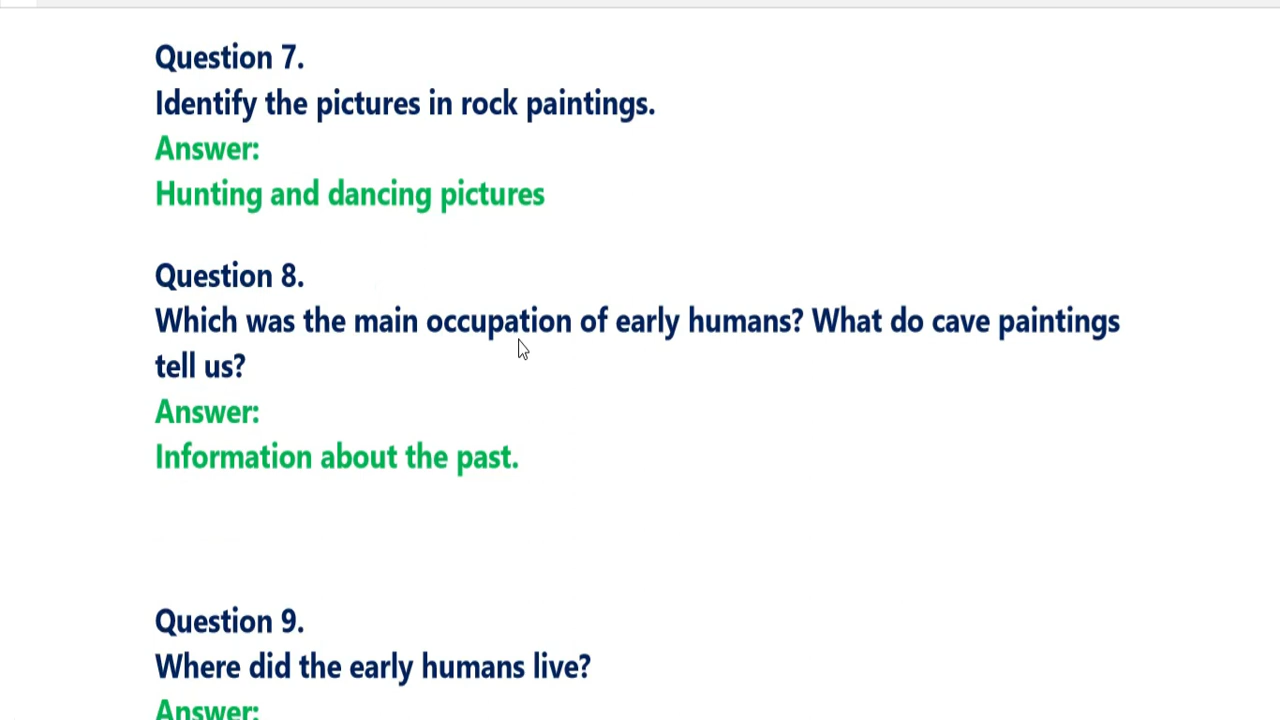 Question 7.
Identify the pictures in rock paintings.
Answer:
Hunting and dancing pictures
Question 8.
Which was the main occupation of early humans? What do cave paintings
tell us?
Answer:
Information about the past.
Question 9.
Where did the early humans live?
Answer: